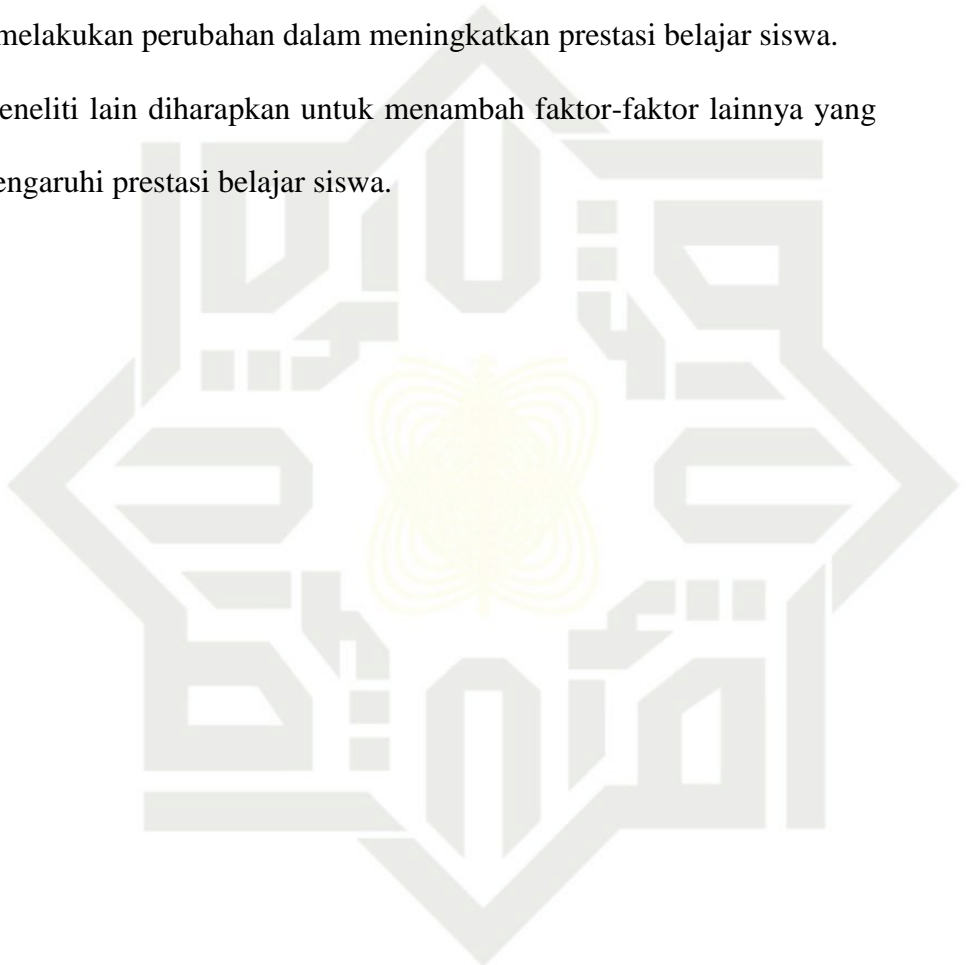 melakukan perubahan dalam meningkatkan prestasi belajar siswa.
eneliti lain diharapkan untuk menambah faktor-faktor lainnya yang
engaruhi prestasi belajar siswa.